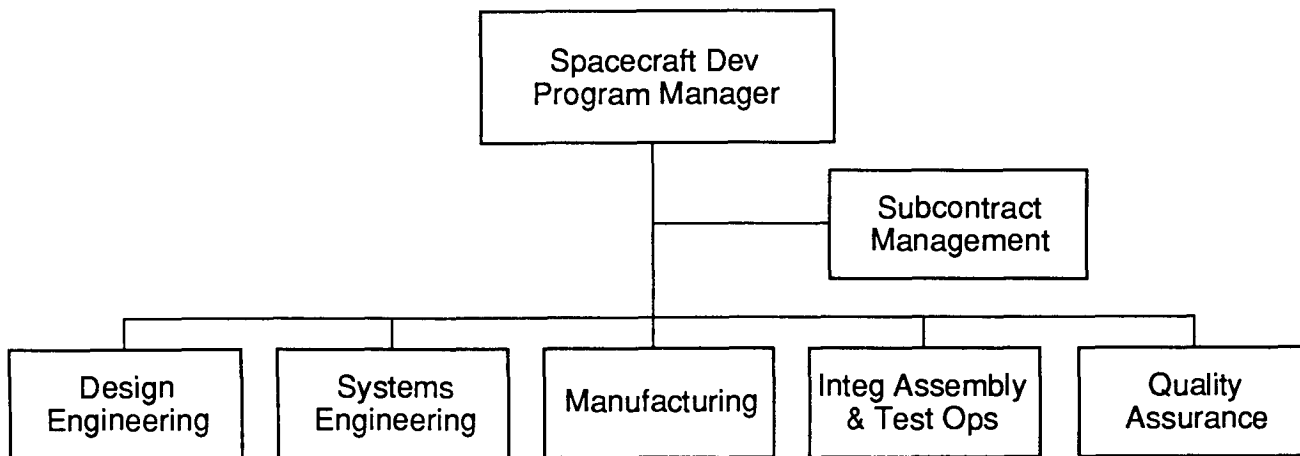 Spacecraft Dev
Program Manager
Subcontract
Management
Design
Engineering
Systems
Engineering
Manufacturing
Integ Assembly
& Test Ops
Quality
Assurance